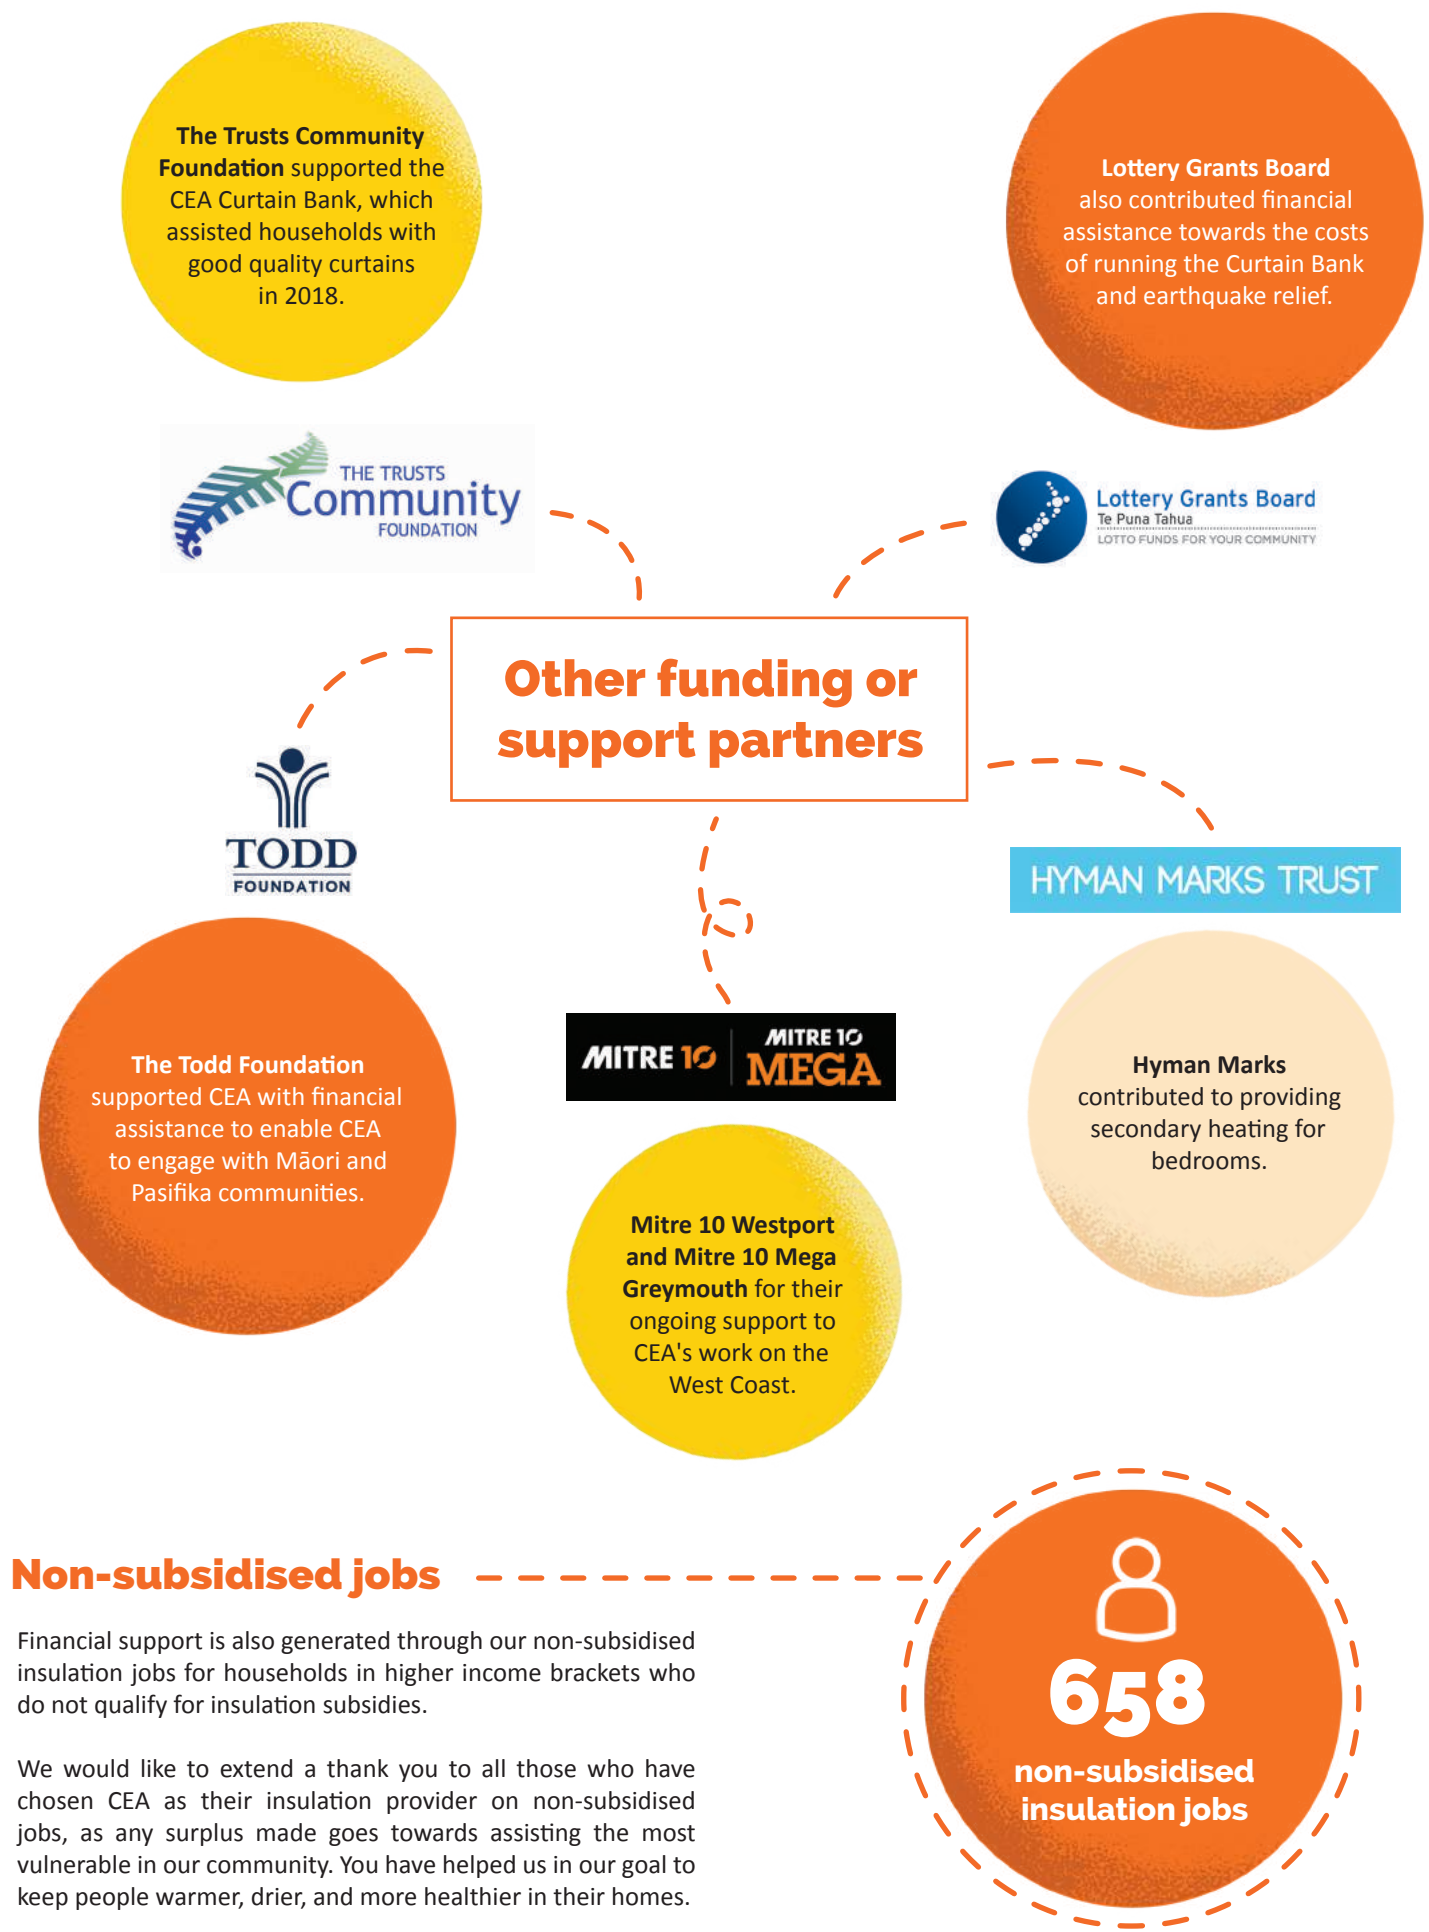 The Trusts Community
Foundation supported the
CEA Curtain Bank, which
assisted households with
good quality curtains
in 2018.
Lottery Grants Board
also contributed financial
assistance towards the costs
of running the Curtain Bank
and earthquake relief.
THE TRUSTS
Community
FOUNDATION
Lottery Grants Board
Te Puna Tahua
LOTTO FUNDS FOR YOUR COMMUNITY
Other funding or
support partners
TODD
FOUNDATION
The Todd Foundation
supported CEA with financial
assistance to enable CEA
to engage with Māori and
Pasifika communities.
MITRE 10
MITRE 10
MEGA
Mitre 10 Westport
and Mitre 10 Mega
Greymouth for their
ongoing support to
CEA's work on the
West Coast.
HYMAN MARKS TRUST
Hyman Marks
contributed to providing
secondary heating for
bedrooms.
Non-subsidised jobs
Financial support is also generated through our non-subsidised
insulation jobs for households in higher income brackets who
do not qualify for insulation subsidies.
We would like to extend a thank you to all those who have
chosen CEA as their insulation provider on non-subsidised
jobs, as any surplus made goes towards assisting the most
vulnerable in our community. You have helped us in our goal to
keep people warmer, drier, and more healthier in their homes.
658
non-subsidised
insulation jobs